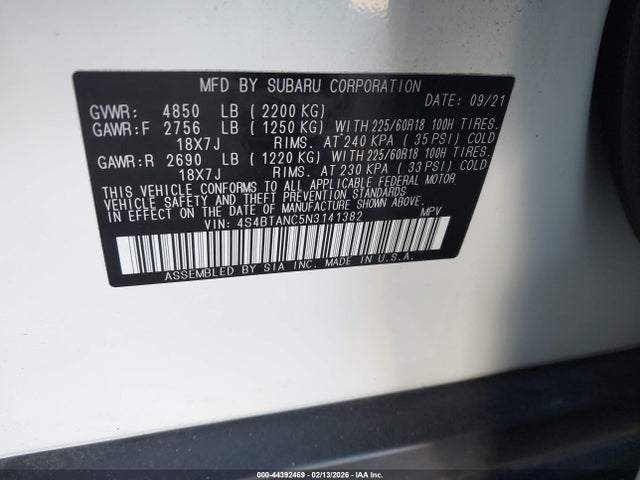 MFD BY SUBARU CORPORATION
DATE: 09/21
GVWR: 4850 LB (2200 KG)
GAWR:F 2756 LB (1250 KG) WITH 225/60R18 100H TIRES.
18X7J RIMS. AT 240 KPA (35 PSI) COLD
GAWR:R 2690 LB (1220 KG) WITH 225/60R18 100H TIRES.
18X7J RIMS. AT 230 KPA (33 PSI) COLD
THIS VEHICLE CONFORMS TO ALL APPLICABLE FEDERAL MOTOR
VEHICLE SAFETY AND THEFT PREVENTION STANDARDS
IN EFFECT ON THE DATE OF MANUFACTURE SHOWN ABOVE.
VIN: 4S4BTANC5N3141382 MPV
ASSEMBLED BY SIA INC. IN U.S.A.
000-44392469 - 02/13/2026 - IAAI.com